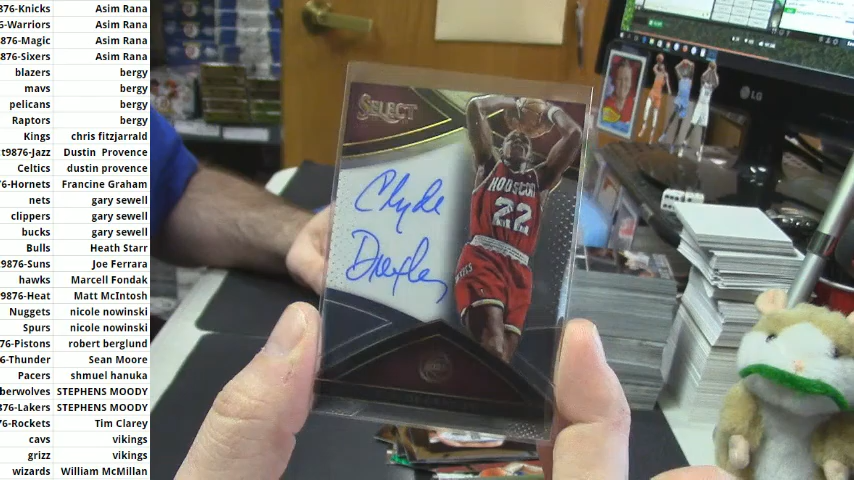 876-Knicks Asim Rana
6-Warriors Asim Rana
876-Magic Asim Rana
876-Sixers Asim Rana
blazers bergy
mavs bergy
pelicans bergy
Raptors bergy
Kings chris fitzjarrald
t9876-Jazz Dustin Provence
Celtics dustin provence
76-Hornets Francine Graham
nets gary sewell
clippers gary sewell
bucks gary sewell
Bulls Heath Starr
9876-Suns Joe Ferrara
hawks Marcell Fondak
9876-Heat Matt McIntosh
Nuggets nicole nowinski
Spurs nicole nowinski
76-Pistons robert berglund
6-Thunder Sean Moore
Pacers shmuel hanuka
berwolves STEPHENS MOODY
876-Lakers STEPHENS MOODY
76-Rockets Tim Clarey
cavs vikings
grizz vikings
wizards William McMillan
SELECT
Clyde
Drexler
HOUSTON
22
LG